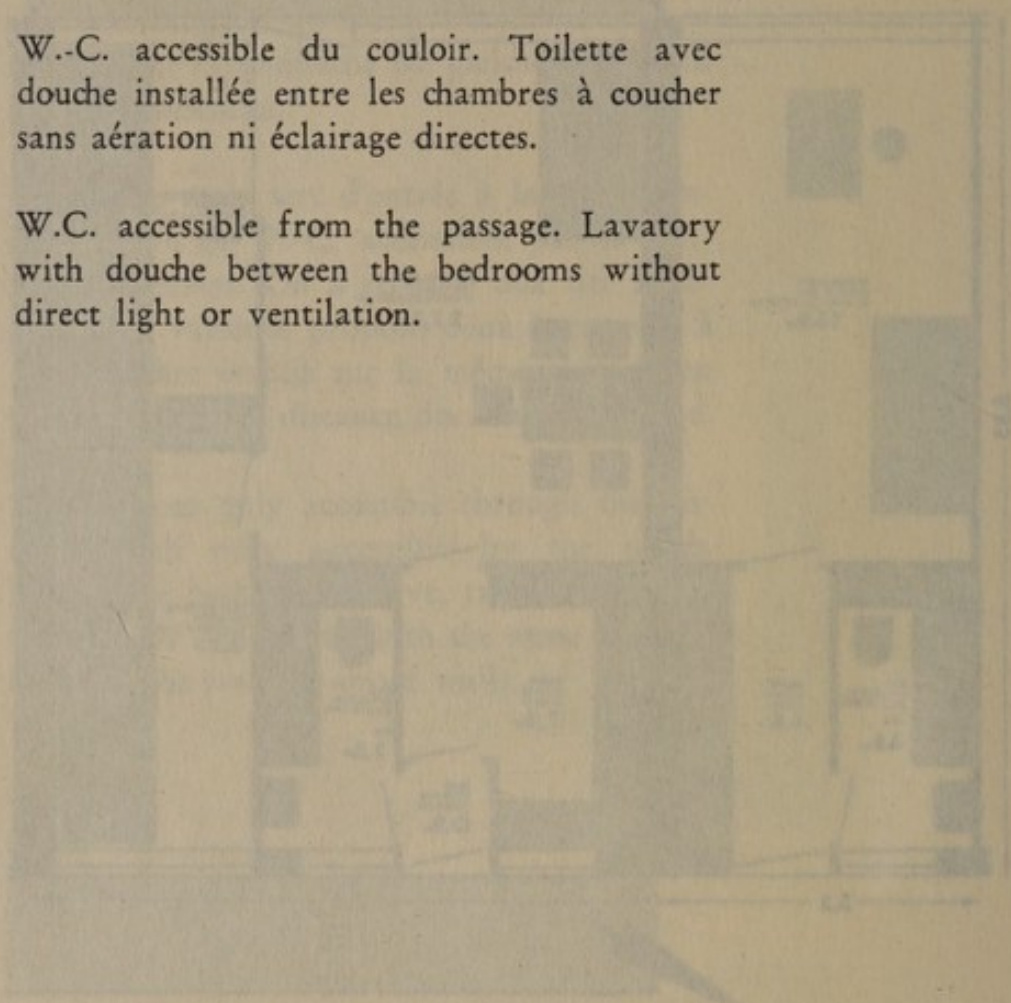 W.-C. accessible du couloir. Toilette avec
douche installée entre les chambres à coucher
sans aération ni éclairage directes.
W.C. accessible from the passage. Lavatory
with douche between the bedrooms without
direct light or ventilation.